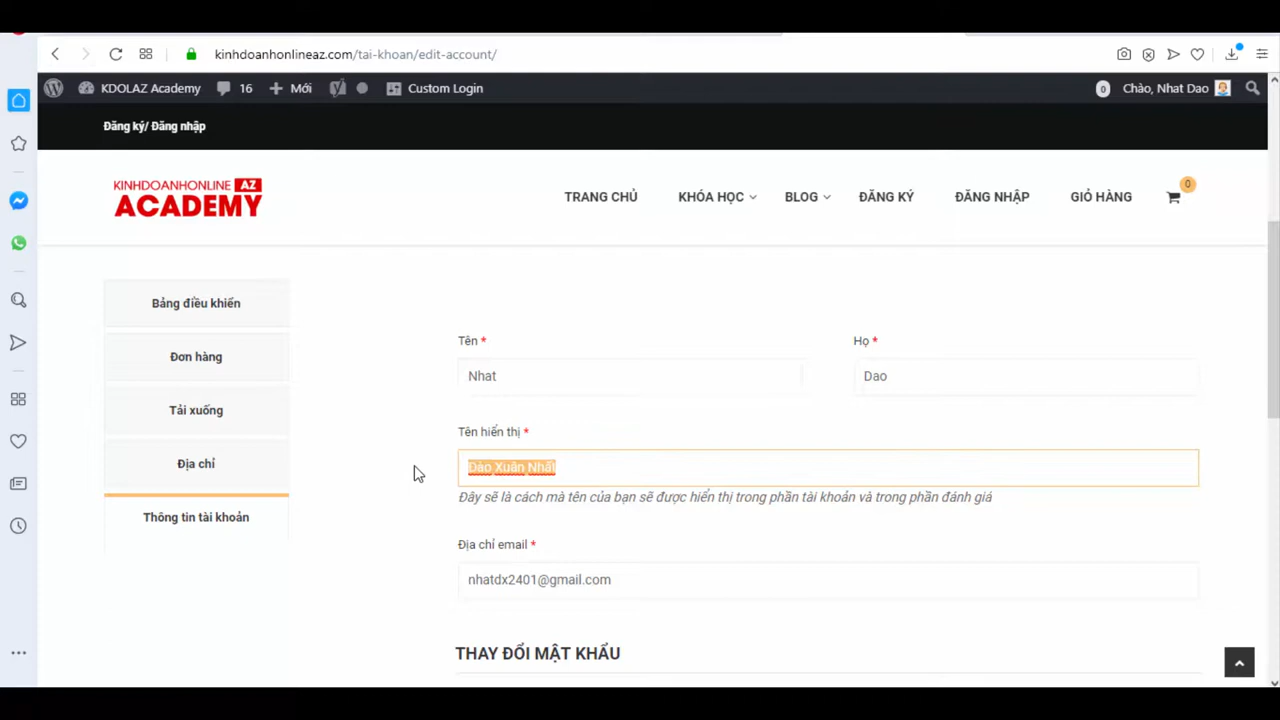 kinhdoanhonlineaz.com/tai-khoan/edit-account/
KDOLAZ Academy 16 Mới Custom Login 0 Chào, Nhat Dao
Đăng ký/ Đăng nhập
KINHDOANHONLINE AZ
ACADEMY
TRANG CHỦ KHÓA HỌC BLOG ĐĂNG KÝ ĐĂNG NHẬP GIỎ HÀNG 0
Bảng điều khiển
Đơn hàng
Tải xuống
Địa chỉ
Thông tin tài khoản
Tên * Họ *
Nhat Dao
Tên hiển thị *
Đào Xuân Nhất
Đây sẽ là cách mà tên của bạn sẽ được hiển thị trong phần tài khoản và trong phần đánh giá
Địa chỉ email *
nhatdx2401@gmail.com
THAY ĐỔI MẬT KHẨU